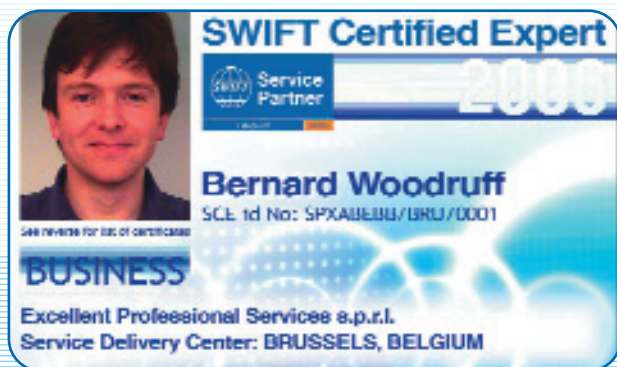 SWIFT Certified Expert
SWIFT
Service
Partner
2006
Bernard Woodruff
SCE id No: SPXABEBB/BRU/0001
See reverse for list of certificates
BUSINESS
Excellent Professional Services s.p.r.l.
Service Delivery Center: BRUSSELS, BELGIUM